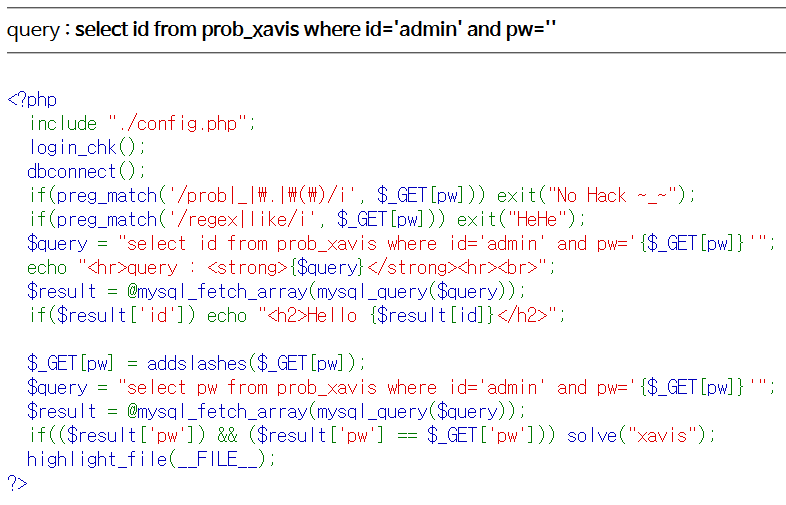 query : select id from prob_xavis where id='admin' and pw=''
<?php
include "./config.php";
login_chk();
dbconnect();
if(preg_match('/prob|_|₩.|₩(₩)/i', $_GET[pw])) exit("No Hack ~_~");
if(preg_match('/regex|like/i', $_GET[pw])) exit("HeHe");
$query = "select id from prob_xavis where id='admin' and pw='{$_GET[pw]}'";
echo "<hr>query : <strong>{$query}</strong><hr><br>";
$result = @mysql_fetch_array(mysql_query($query));
if($result['id']) echo "<h2>Hello {$result[id]}</h2>";
$_GET[pw] = addslashes($_GET[pw]);
$query = "select pw from prob_xavis where id='admin' and pw='{$_GET[pw]}'";
$result = @mysql_fetch_array(mysql_query($query));
if(($result['pw']) && ($result['pw'] == $_GET['pw'])) solve("xavis");
highlight_file(__FILE__);
?>